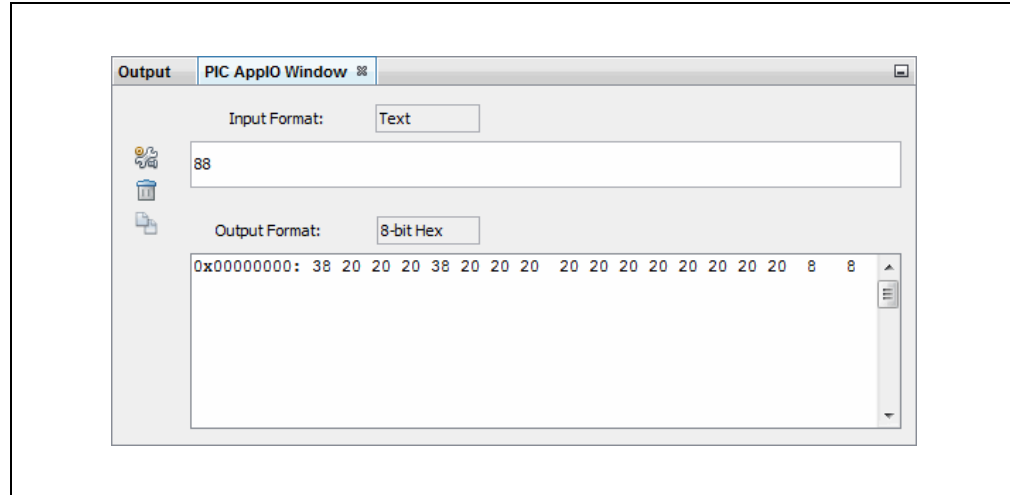 Output PIC AppIO Window
Input Format: Text
88
Output Format: 8-bit Hex
0x00000000: 38 20 20 20 38 20 20 20  20 20 20 20 20 20 20 20  8   8